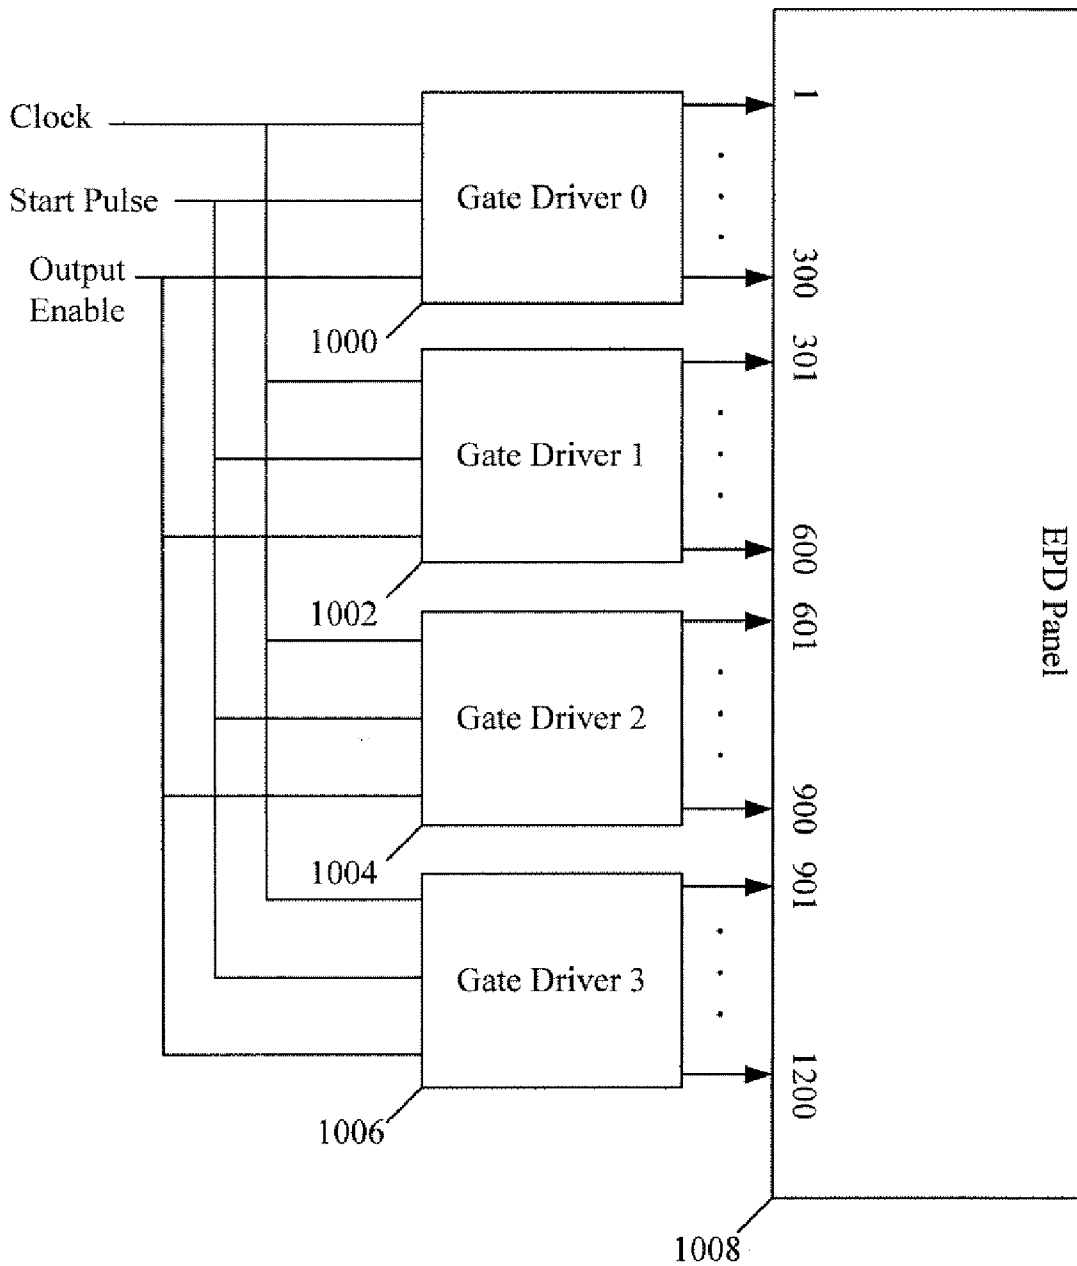 Clock
Start Pulse
Output
Enable
Gate Driver 0
1000
Gate Driver 1
1002
Gate Driver 2
1004
Gate Driver 3
1006
1
300
301
600
601
900
901
1200
EPD Panel
1008